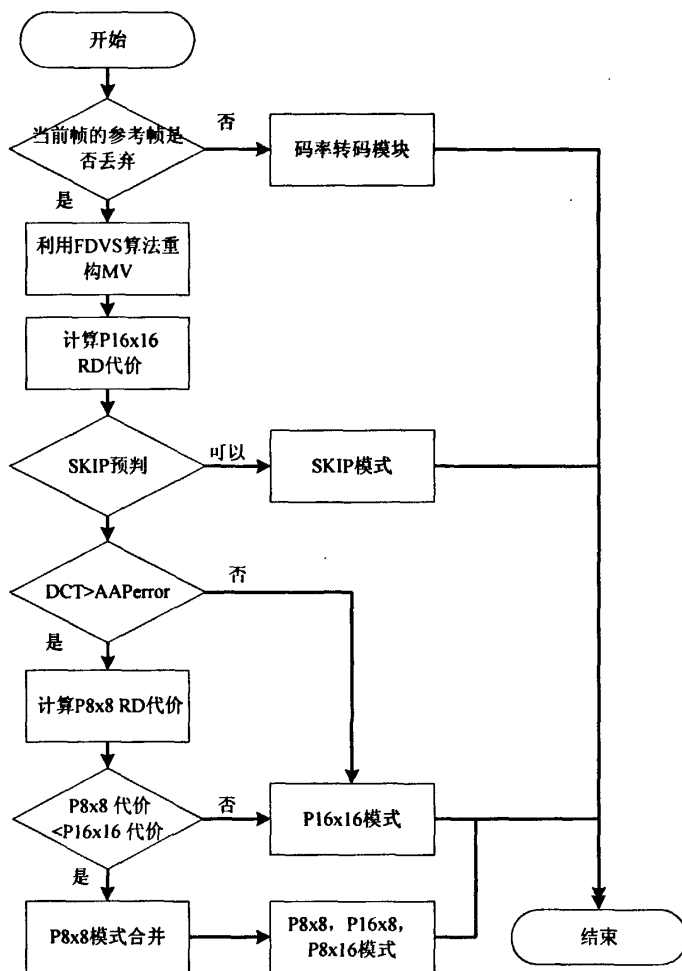 开始
当前帧的参考帧是
否丢弃
否
码率转码模块
是
利用FDVS算法重
构MV
计算P16x16
RD代价
SKIP预判
可以
SKIP模式
DCT>AAPerror
否
是
计算P8x8 RD代价
P8x8 代价
<P16x16 代价
否
P16x16模式
是
P8x8模式合并
P8x8，P16x8，
P8x16模式
结束